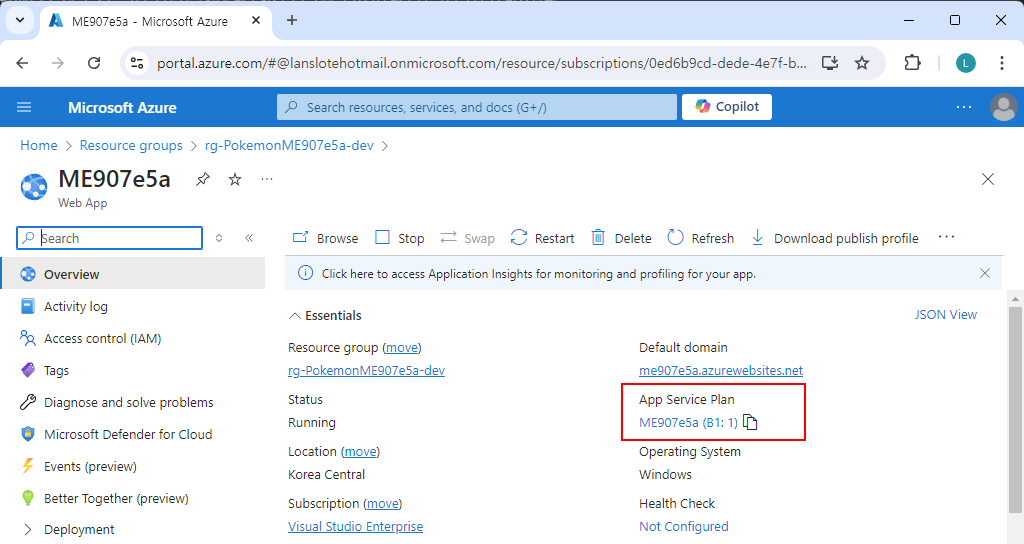 ME907e5a - Microsoft Azure
portal.azure.com/#@lanslotehotmail.onmicrosoft.com/resource/subscriptions/0ed6b9cd-dede-4e7f-b...
L
Microsoft Azure
Search resources, services, and docs (G+/)
Copilot
Home > Resource groups > rg-PokemonME907e5a-dev >
ME907e5a
Web App
Search
Browse Stop Swap Restart Delete Refresh Download publish profile
Click here to access Application Insights for monitoring and profiling for your app.
Overview
Activity log
Access control (IAM)
Tags
Diagnose and solve problems
Microsoft Defender for Cloud
Events (preview)
Better Together (preview)
Deployment
Essentials
JSON View
Resource group (move)
rg-PokemonME907e5a-dev
Status
Running
Location (move)
Korea Central
Subscription (move)
Visual Studio Enterprise
Default domain
me907e5a.azurewebsites.net
App Service Plan
ME907e5a (B1: 1)
Operating System
Windows
Health Check
Not Configured